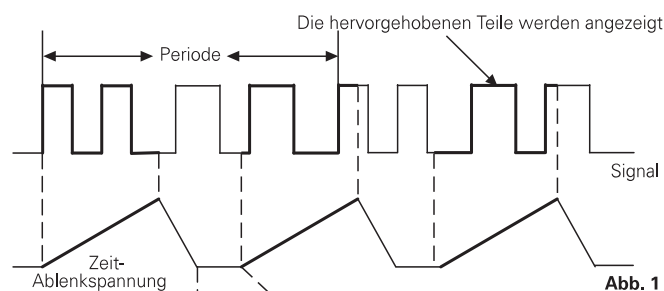 Die hervorgehobenen Teile werden angezeigt
Periode
Signal
Zeit-
Ablenkspannung
Abb. 1